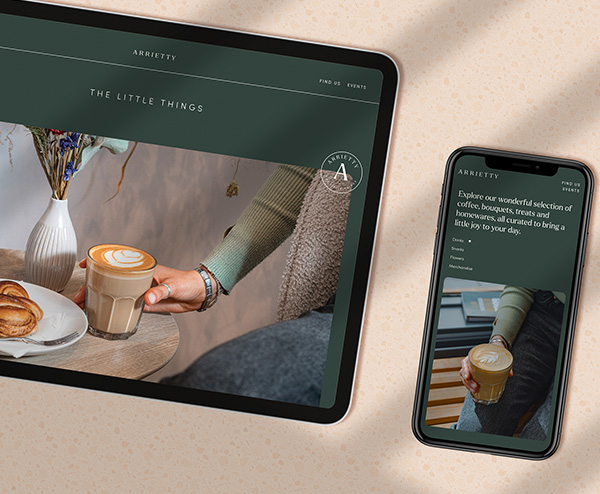 ARRIETTY
FIND US
EVENTS
THE LITTLE THINGS
ARRIETTY
A
ARRIETTY
FIND US
EVENTS
Explore our wonderful selection of
coffee, bouquets, treats and
homewares, all curated to bring a
little joy to your day.
Drinks
Snacks
Flowers
Merchandise